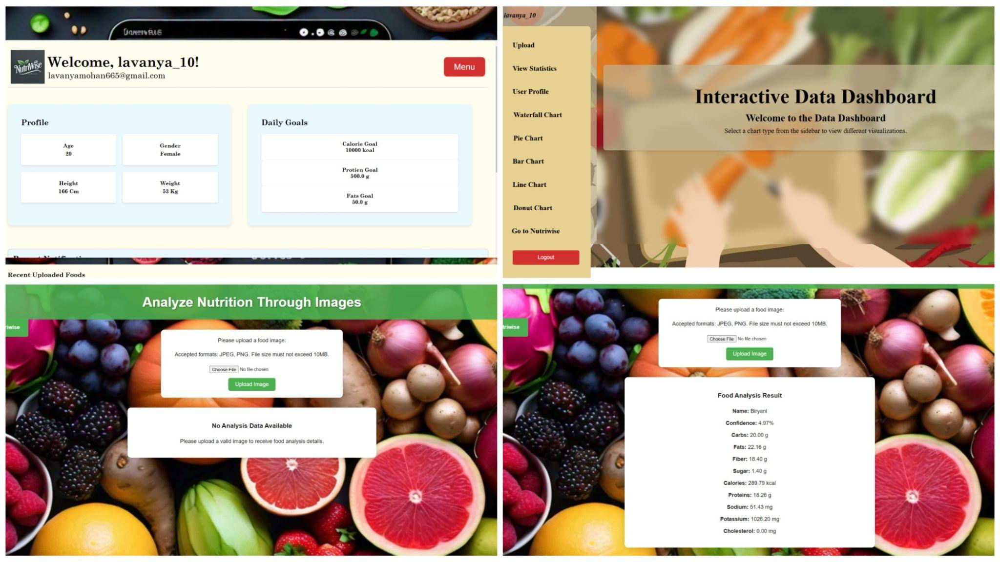 NutriWise
Welcome, lavanya_10!
lavanyamohan665@gmail.com
Menu
Profile
Age
20
Gender
Female
Height
166 Cm
Weight
53 Kg
Daily Goals
Calorie Goal
10000 kcal
Protien Goal
500.0 g
Fats Goal
50.0 g
Recent Uploaded Foods
lavanya_10
Upload
View Statistics
User Profile
Waterfall Chart
Pie Chart
Bar Chart
Line Chart
Donut Chart
Go to Nutriwise
Logout
Interactive Data Dashboard
Welcome to the Data Dashboard
Select a chart type from the sidebar to view different visualizations.
Analyze Nutrition Through Images
riwise
Please upload a food image:
Accepted formats: JPEG, PNG. File size must not exceed 10MB.
Choose File No file chosen
Upload Image
No Analysis Data Available
Please upload a valid image to receive food analysis details.
triwise
Please upload a food image:
Accepted formats: JPEG, PNG. File size must not exceed 10MB.
Choose File No file chosen
Upload Image
Food Analysis Result
Name: Biryani
Confidence: 4.97%
Carbs: 20.00 g
Fats: 22.16 g
Fiber: 18.40 g
Sugar: 1.40 g
Calories: 289.79 kcal
Proteins: 18.26 g
Sodium: 51.43 mg
Potassium: 1026.20 mg
Cholesterol: 0.00 mg